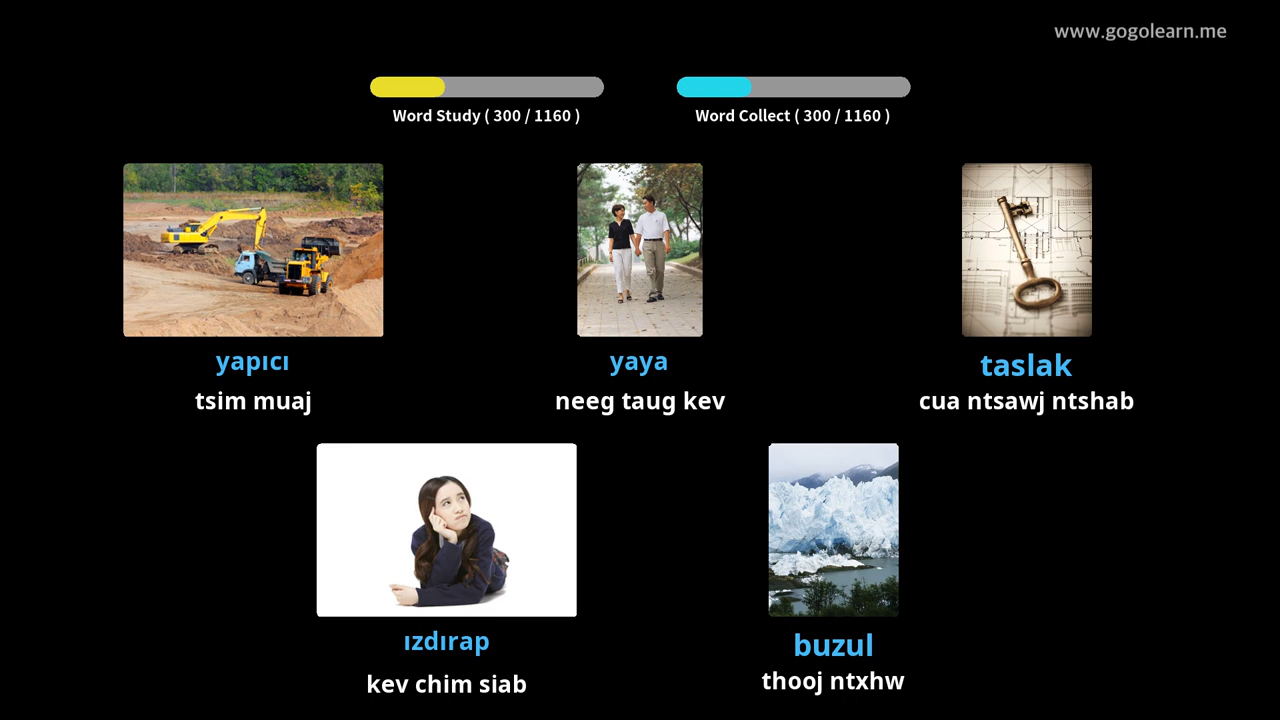 www.gogolearn.me
Word Study ( 300 / 1160 )
Word Collect ( 300 / 1160 )
yapıcı
tsim muaj
yaya
neeg taug kev
taslak
cua ntsawj ntshab
ızdırap
kev chim siab
buzul
thooj ntxhw